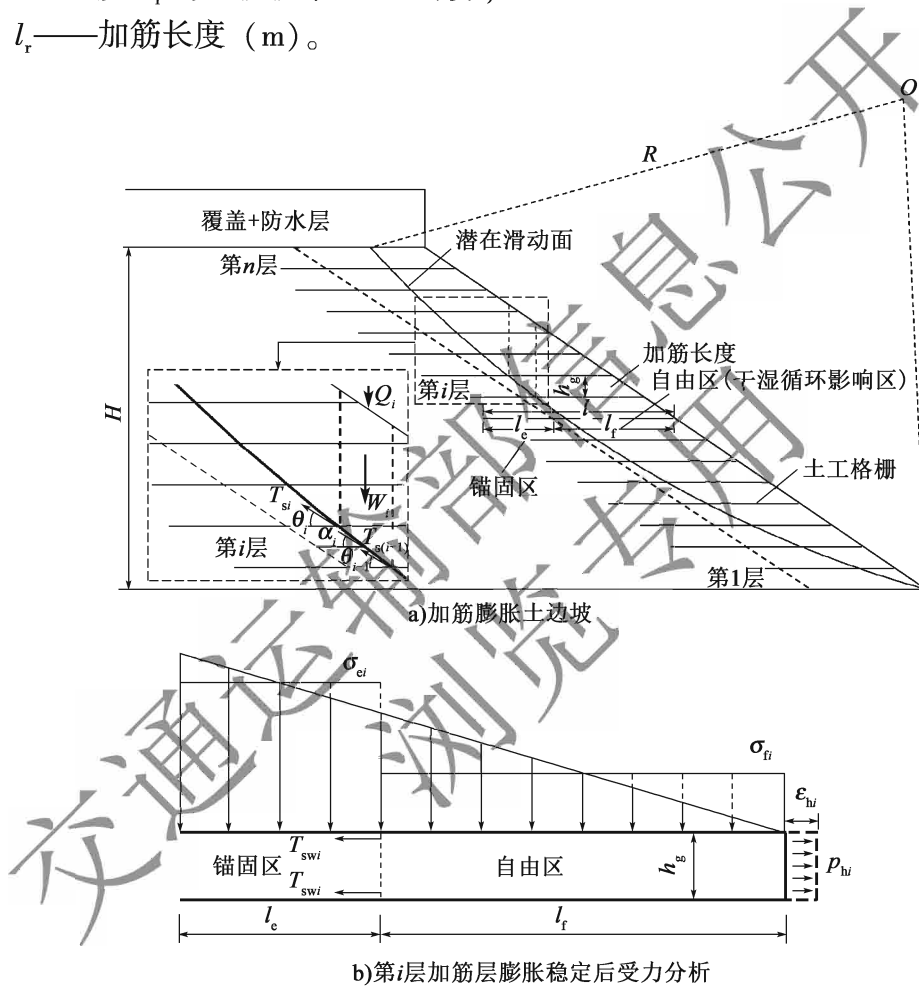 l_r——加筋长度（m）。
O
R
覆盖+防水层
潜在滑动面
第n层
加筋长度
自由区（干湿循环影响区）
H
Q_i
第i层
h_g
l
l_e
l_f
W_i
锚固区
土工格栅
T_si
θ_i
α_i
T_s(i-1)
第i层
θ_i-1
第1层
a)加筋膨胀土边坡
σ_ei
σ_fi
ε_hi
T_swi
锚固区
自由区
h_g
p_hi
T_swi
l_e
l_f
b)第i层加筋层膨胀稳定后受力分析
交通运输部信息公开
浏览专用